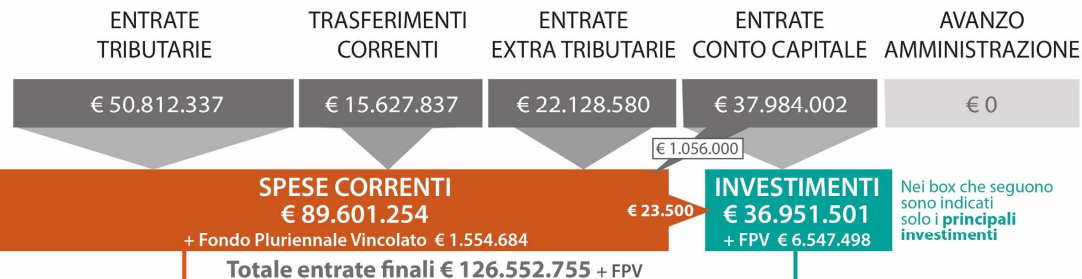 ENTRATE
TRIBUTARIE
TRASFERIMENTI
CORRENTI
ENTRATE
EXTRA TRIBUTARIE
ENTRATE
CONTO CAPITALE
AVANZO
AMMINISTRAZIONE
€ 50.812.337
€ 15.627.837
€ 22.128.580
€ 37.984.002
€ 0
€ 1.056.000
SPESE CORRENTI
€ 89.601.254
+ Fondo Pluriennale Vincolato € 1.554.684
€ 23.500
INVESTIMENTI
€ 36.951.501
+ FPV € 6.547.498
Nei box che seguono
sono indicati
solo i principali
investimenti
Totale entrate finali € 126.552.755 + FPV